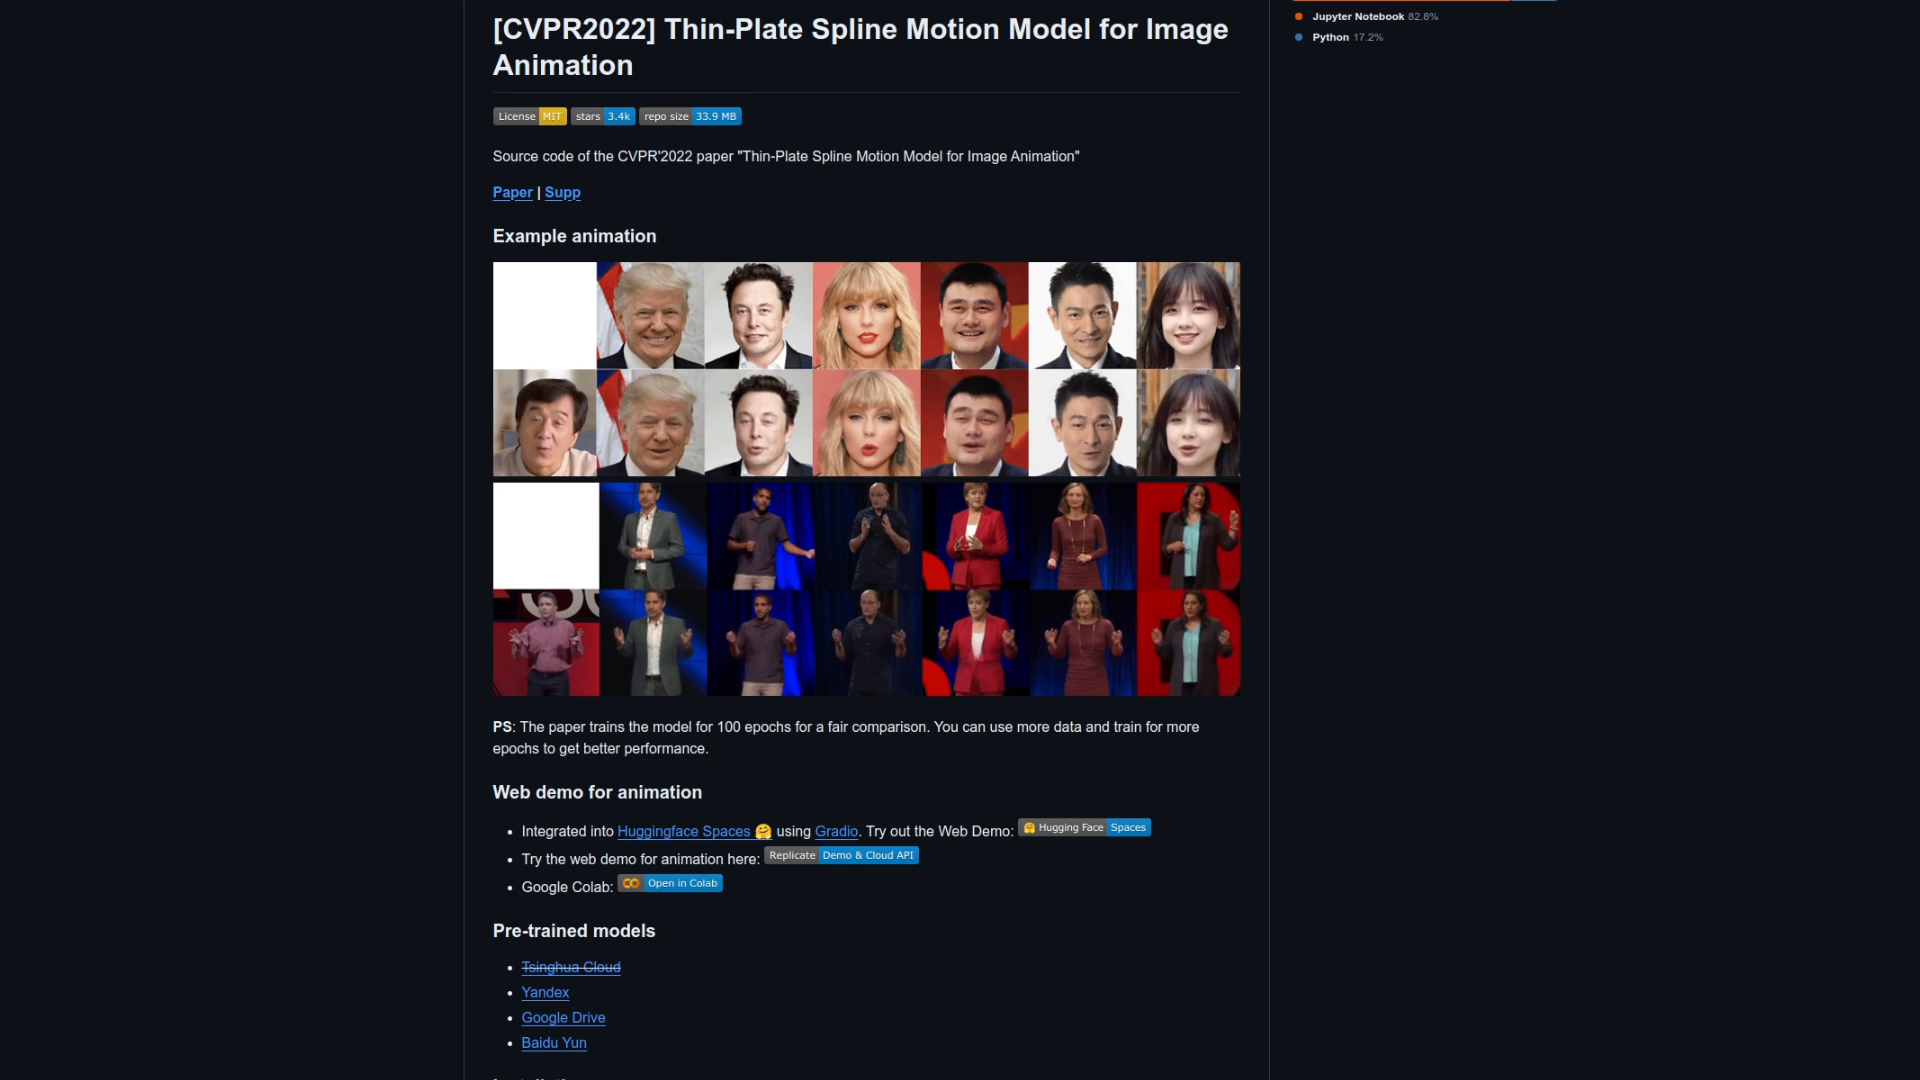 [CVPR2022] Thin-Plate Spline Motion Model for Image
Animation
License MIT stars 3.4k repo size 33.9 MB
Source code of the CVPR'2022 paper "Thin-Plate Spline Motion Model for Image Animation"
Paper | Supp
Example animation
PS: The paper trains the model for 100 epochs for a fair comparison. You can use more data and train for more
epochs to get better performance.
Web demo for animation
• Integrated into Huggingface Spaces 🤗 using Gradio. Try out the Web Demo: 🤗 Hugging Face Spaces
• Try the web demo for animation here: Replicate Demo & Cloud API
• Google Colab: Open in Colab
Pre-trained models
• Tsinghua Cloud
• Yandex
• Google Drive
• Baidu Yun
Jupyter Notebook 82.8%
Python 17.2%